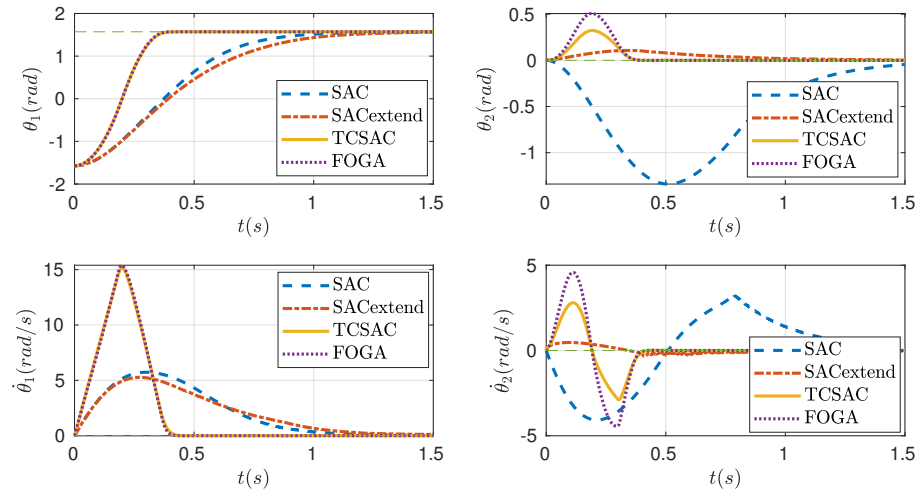 2
1
0
-1
-2
θ₁(rad)
SAC
SACextend
TCSAC
FOGA
0 0.5 1 1.5
t(s)
0.5
0
-0.5
-1
θ₂(rad)
SAC
SACextend
TCSAC
FOGA
0 0.5 1 1.5
t(s)
15
10
5
0
θ̇₁(rad/s)
SAC
SACextend
TCSAC
FOGA
0 0.5 1 1.5
t(s)
5
0
-5
θ̇₂(rad/s)
SAC
SACextend
TCSAC
FOGA
0 0.5 1 1.5
t(s)